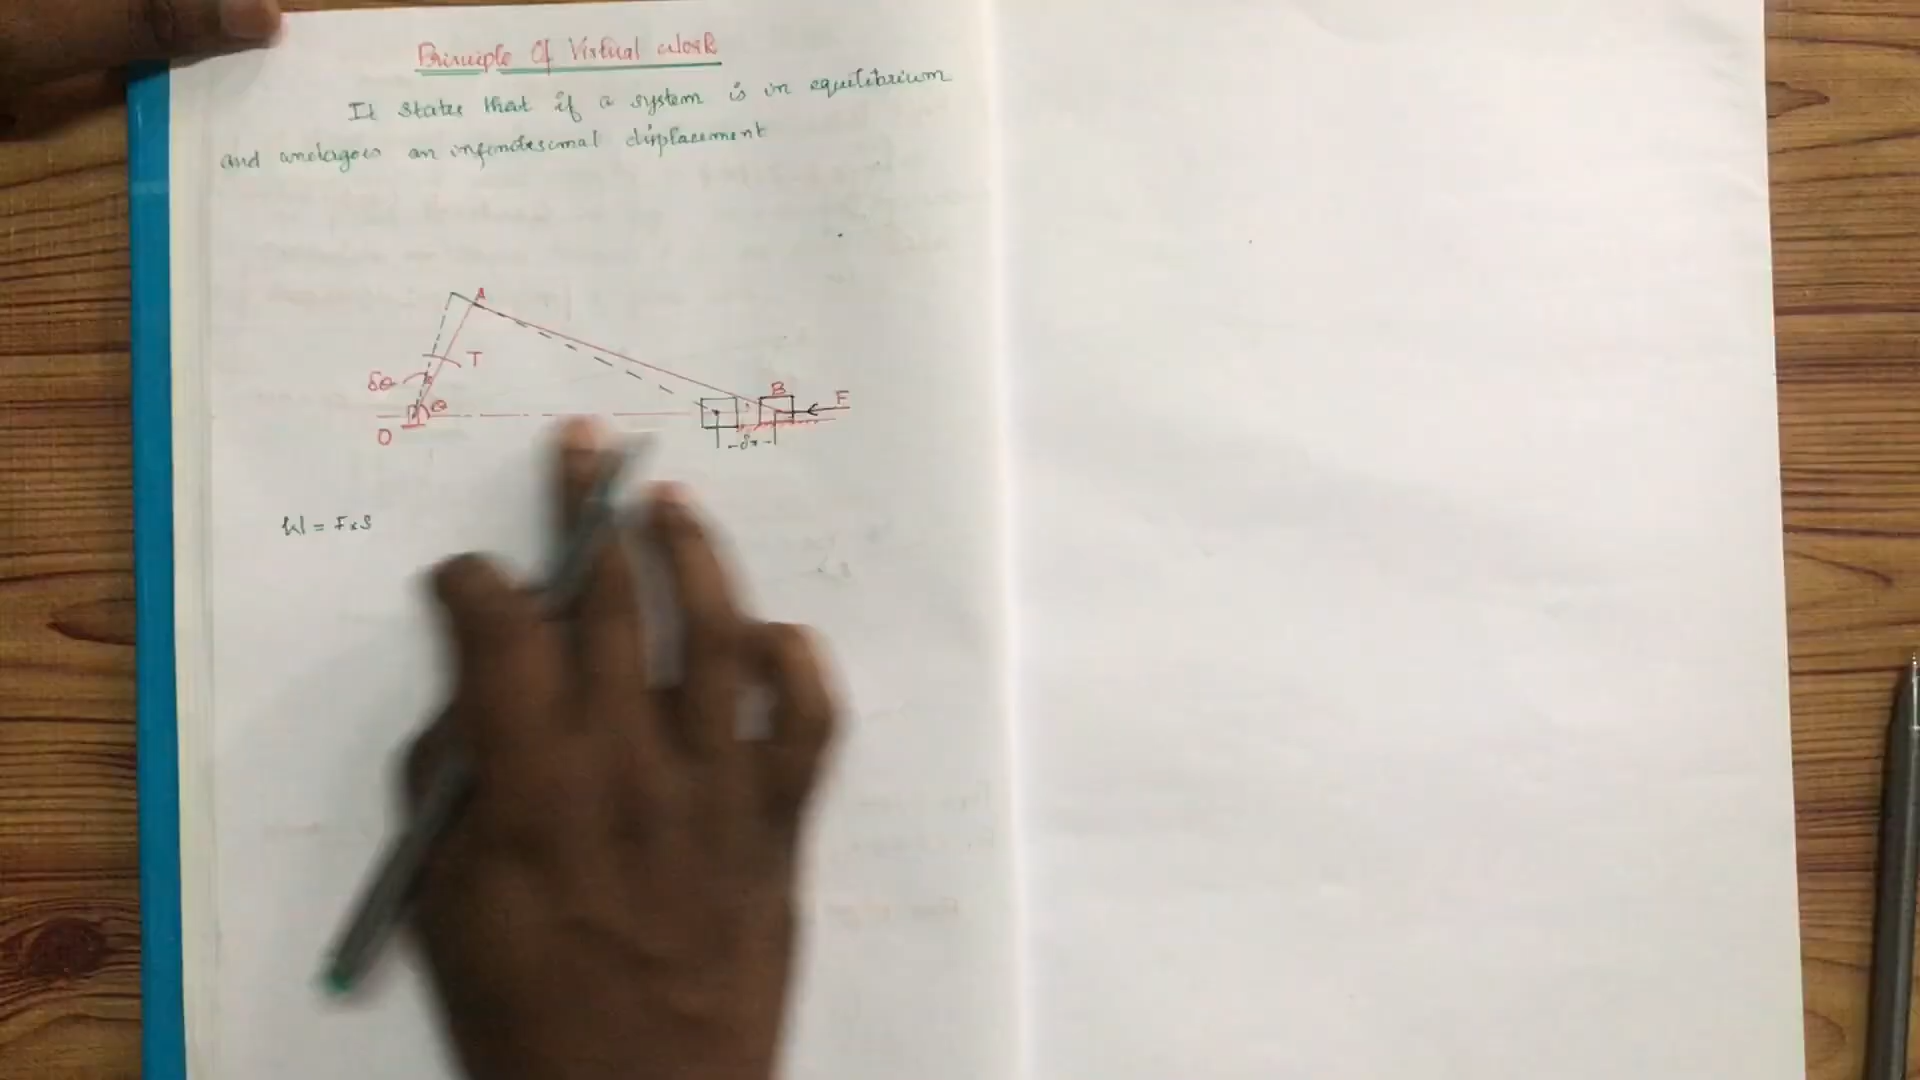 Principle Of Virtual Work
It states that if a system is in equilibrium
and undergoes an infinitesimal displacement
A
T
δθ
θ
B
F
O
δx
W = F×S